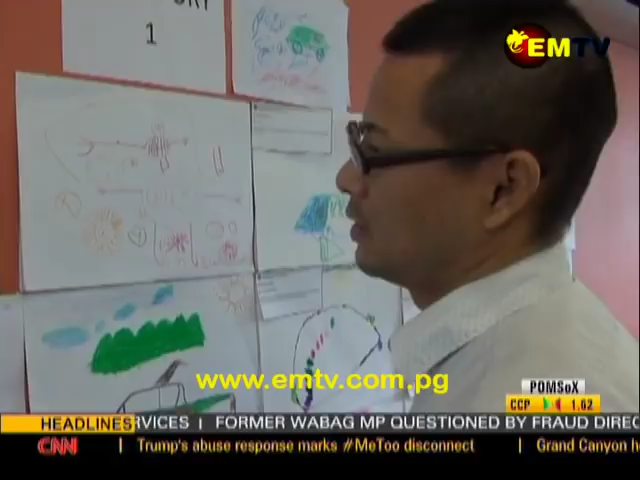 1
EMTV
www.emtv.com.pg
POMSoX
CCP 1.62
HEADLINES RVICES | FORMER WABAG MP QUESTIONED BY FRAUD DIREC
CNN | Trump's abuse response marks #MeToo disconnect | Grand Canyon he